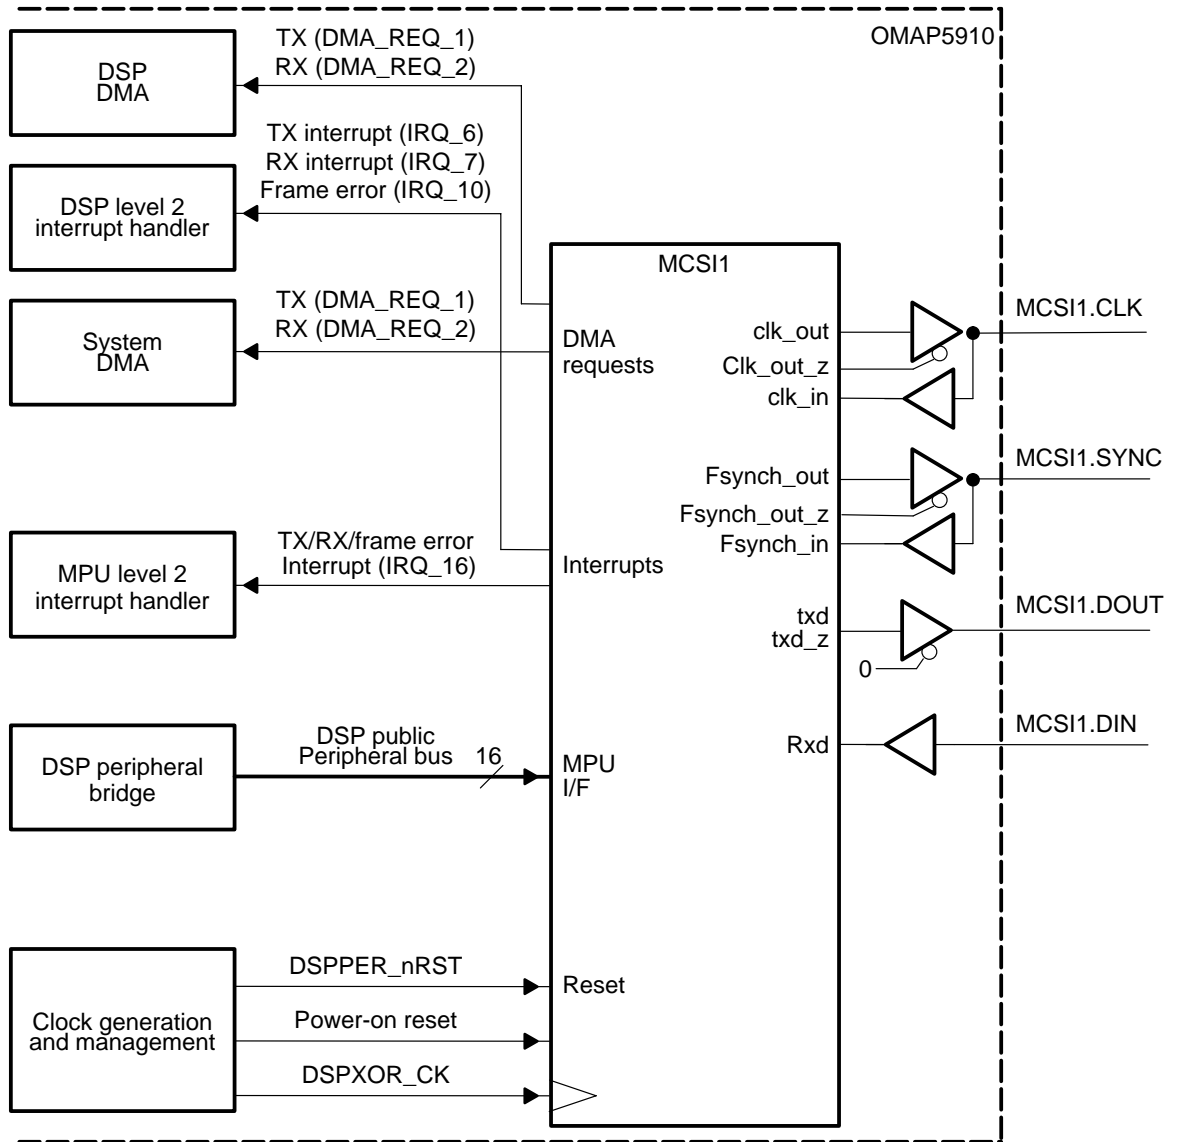 OMAP5910
TX (DMA_REQ_1)
RX (DMA_REQ_2)
DSP
DMA
TX interrupt (IRQ_6)
RX interrupt (IRQ_7)
Frame error (IRQ_10)
DSP level 2
interrupt handler
TX (DMA_REQ_1)
RX (DMA_REQ_2)
System
DMA
TX/RX/frame error
Interrupt (IRQ_16)
MPU level 2
interrupt handler
DSP public
Peripheral bus
16
DSP peripheral
bridge
DSPPER_nRST
Power-on reset
DSPXOR_CK
Clock generation
and management
MCSI1
DMA
requests
Interrupts
MPU
I/F
Reset
clk_out
Clk_out_z
clk_in
Fsynch_out
Fsynch_out_z
Fsynch_in
txd
txd_z
0
Rxd
MCSI1.CLK
MCSI1.SYNC
MCSI1.DOUT
MCSI1.DIN